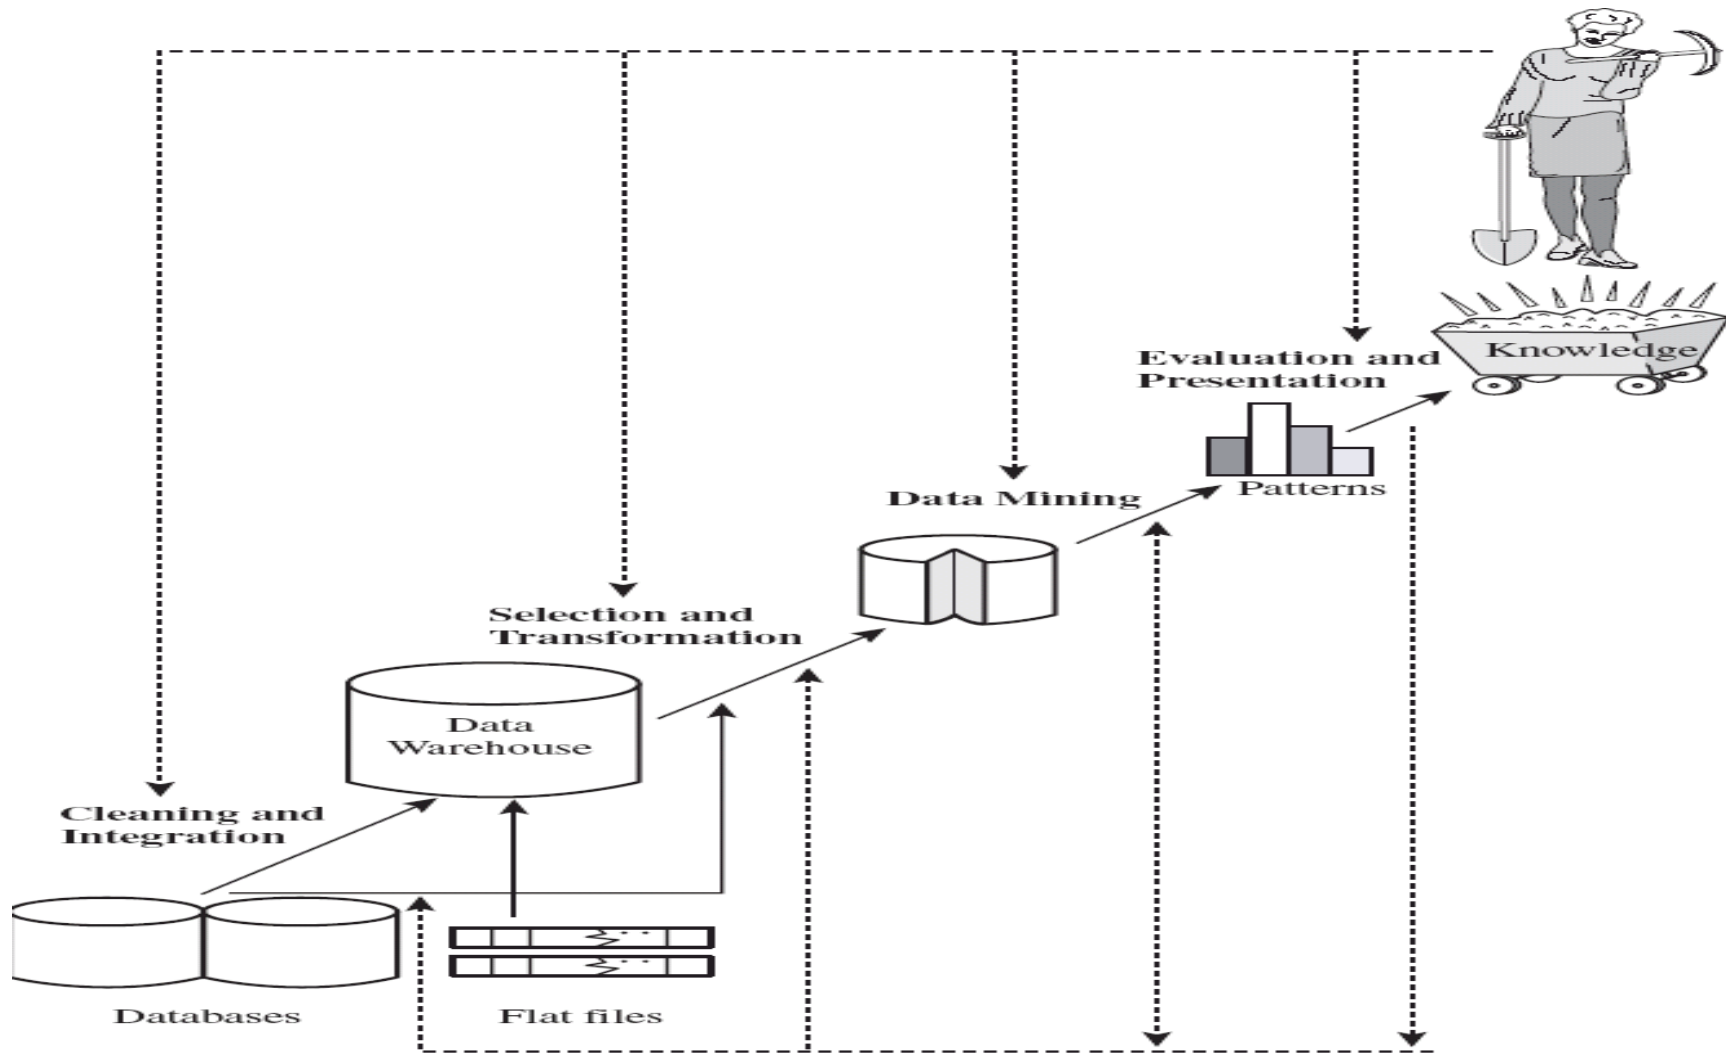 Evaluation and
Presentation
Knowledge
Patterns
Data Mining
Selection and
Transformation
Data
Warehouse
Cleaning and
Integration
Databases
Flat files